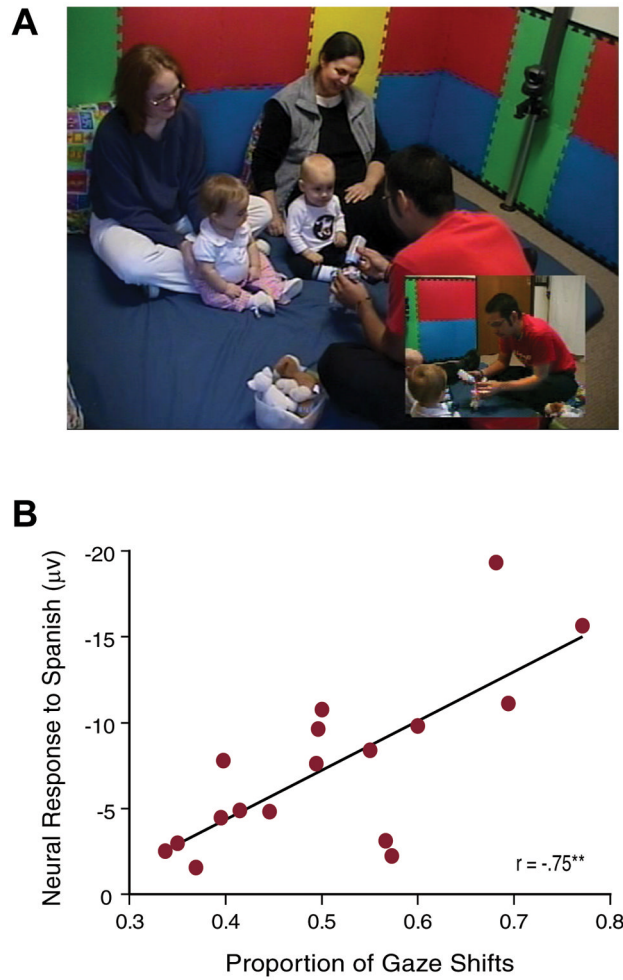 A
B
Neural Response to Spanish (μv)
-20
-15
-10
-5
0
r = -.75**
0.3 0.4 0.5 0.6 0.7 0.8
Proportion of Gaze Shifts